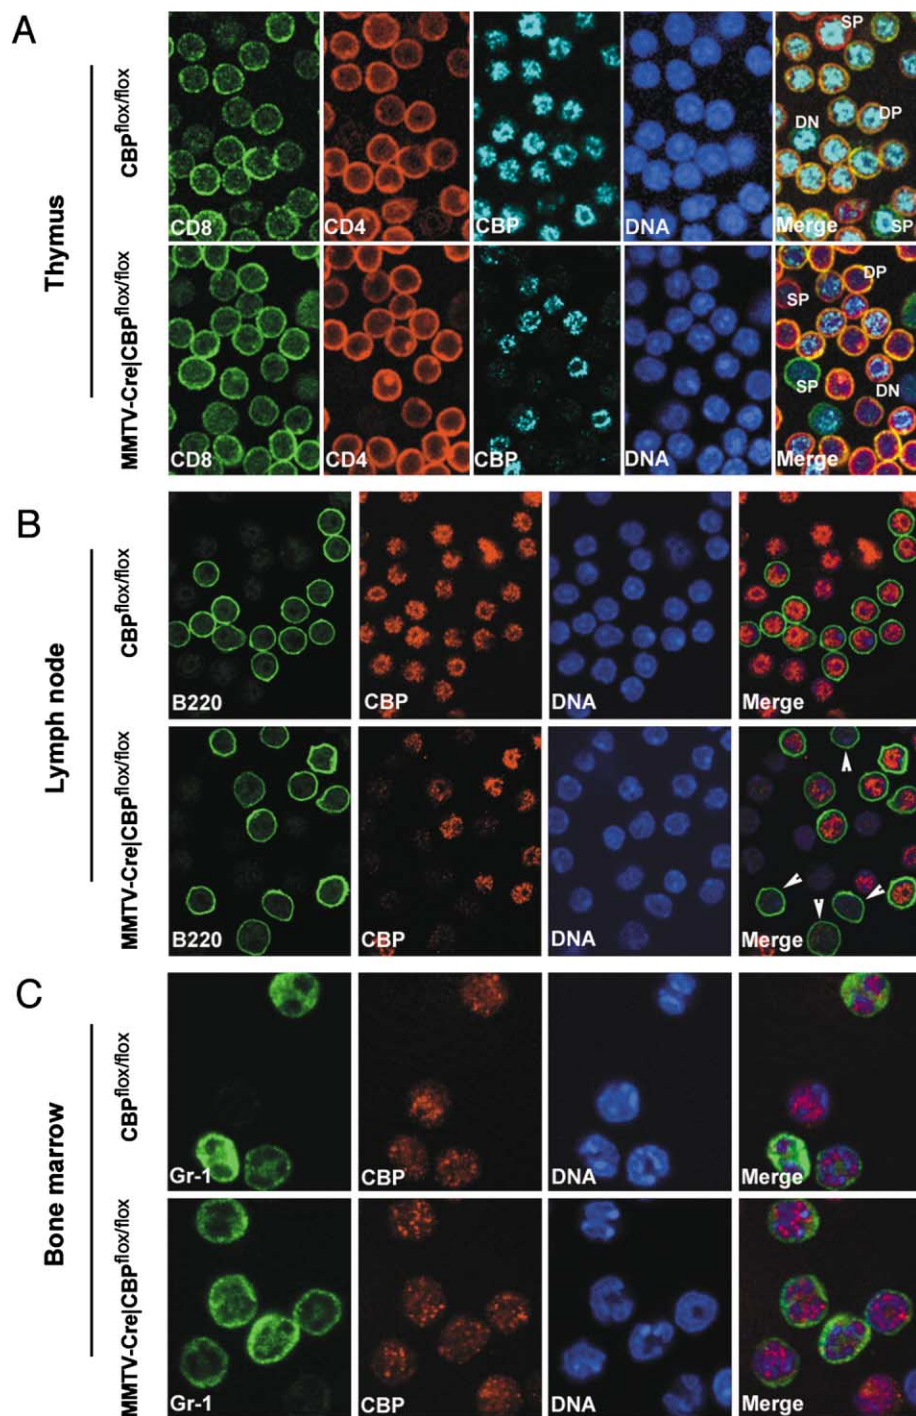 A
Thymus
CBPflox/flox
CD8 CD4 CBP DNA Merge
SP
DP
DN
SP
MMTV-Cre|CBPflox/flox
CD8 CD4 CBP DNA Merge
DP
SP
SP
DN
B
Lymph node
CBPflox/flox
B220 CBP DNA Merge
MMTV-Cre|CBPflox/flox
B220 CBP DNA Merge
C
Bone marrow
CBPflox/flox
Gr-1 CBP DNA Merge
MMTV-Cre|CBPflox/flox
Gr-1 CBP DNA Merge